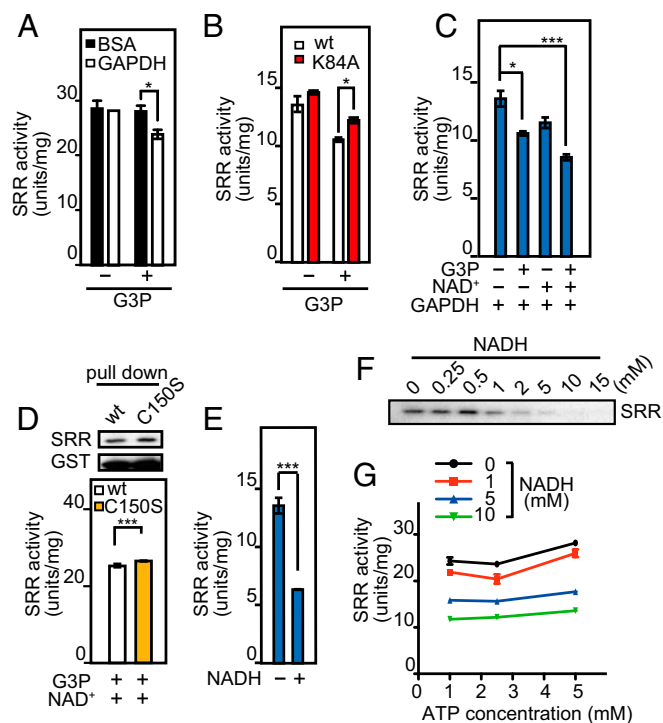 A
BSA
GAPDH
*
SRR activity
(units/mg)
30
20
10
0
− +
G3P
B
wt
K84A
*
SRR activity
(units/mg)
15
10
5
0
− +
G3P
C
***
*
SRR activity
(units/mg)
15
10
5
0
G3P − + − +
NAD+ − − + +
GAPDH + + + +
D
pull down
wt C150S
SRR
GST
wt
C150S
***
SRR activity
(units/mg)
40
20
0
G3P + +
NAD+ + +
E
***
SRR activity
(units/mg)
15
10
5
0
NADH − +
F
NADH
0 0.25 0.5 1 2 5 10 15 (mM)
SRR
G
0
1
5
10
NADH
(mM)
SRR activity
(units/mg)
30
20
10
0
0 1 2 3 4 5
ATP concentration (mM)